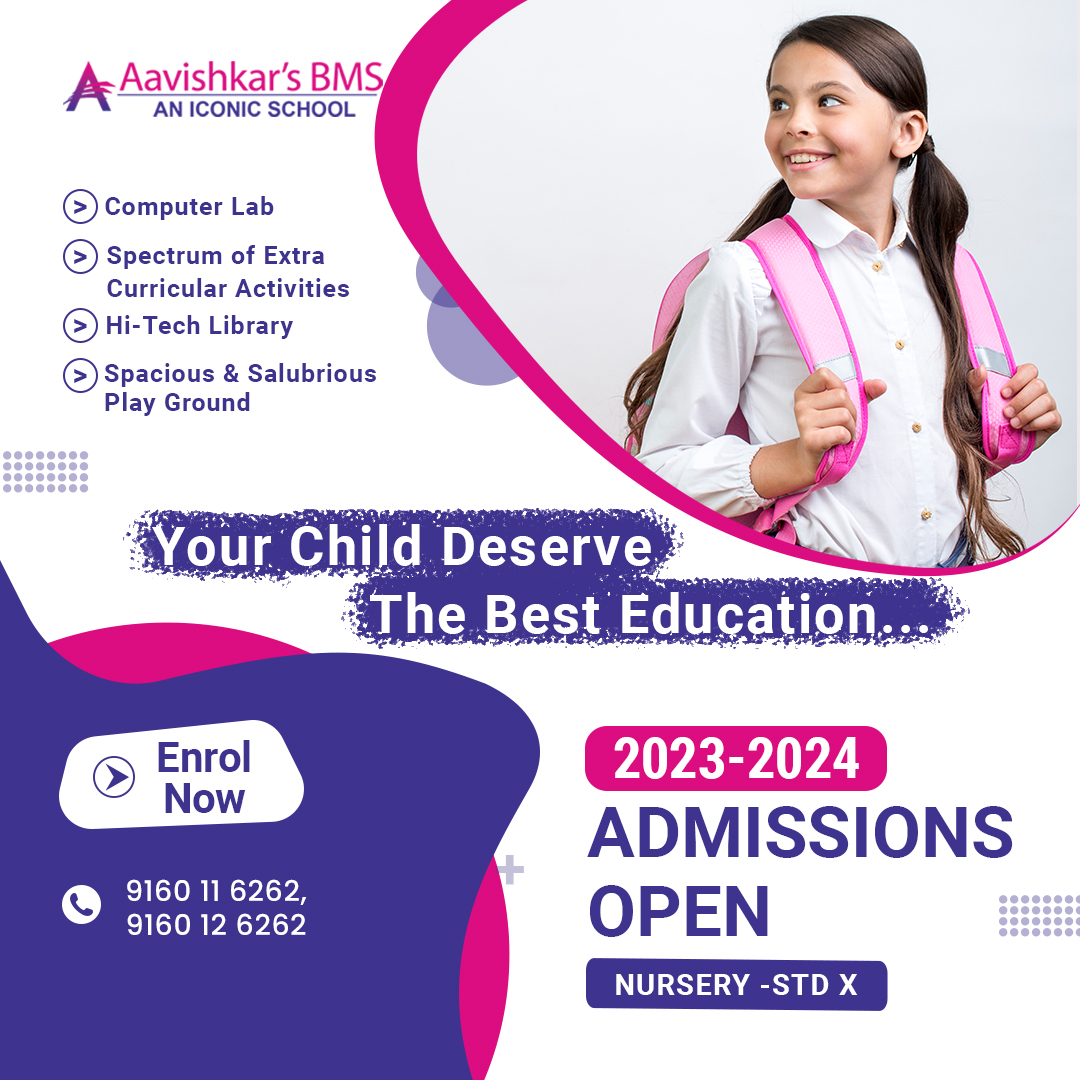 Aavishkar's BMS
AN ICONIC SCHOOL
Computer Lab
Spectrum of Extra
Curricular Activities
Hi-Tech Library
Spacious & Salubrious
Play Ground
Your Child Deserve
The Best Education...
Enrol
Now
9160 11 6262,
9160 12 6262
2023-2024
ADMISSIONS
OPEN
NURSERY -STD X